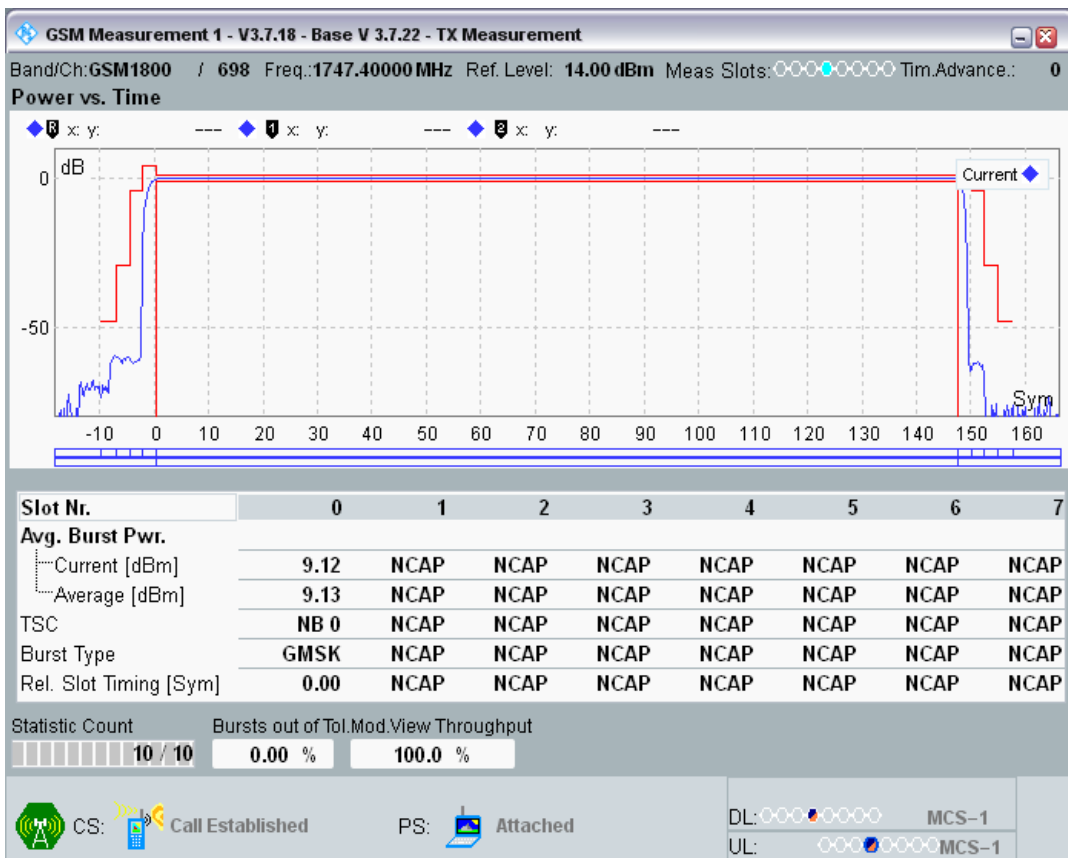 GSM Measurement 1 - V3.7.18 - Base V 3.7.22 - TX Measurement
Band/Ch:GSM1800 / 698 Freq.:1747.40000 MHz Ref. Level: 14.00 dBm Meas Slots: Tim.Advance.: 0
Power vs. Time
R x: y: --- 1 x: y: --- 2 x: y: ---
dB
Current
0
-50
Sym
-10 0 10 20 30 40 50 60 70 80 90 100 110 120 130 140 150 160
Slot Nr. 0 1 2 3 4 5 6 7
Avg. Burst Pwr.
Current [dBm] 9.12 NCAP NCAP NCAP NCAP NCAP NCAP NCAP
Average [dBm] 9.13 NCAP NCAP NCAP NCAP NCAP NCAP NCAP
TSC NB 0 NCAP NCAP NCAP NCAP NCAP NCAP NCAP
Burst Type GMSK NCAP NCAP NCAP NCAP NCAP NCAP NCAP
Rel. Slot Timing [Sym] 0.00 NCAP NCAP NCAP NCAP NCAP NCAP NCAP
Statistic Count Bursts out of Tol.Mod.View Throughput
10 / 10 0.00 % 100.0 %
CS: Call Established PS: Attached
DL: MCS-1
UL: MCS-1